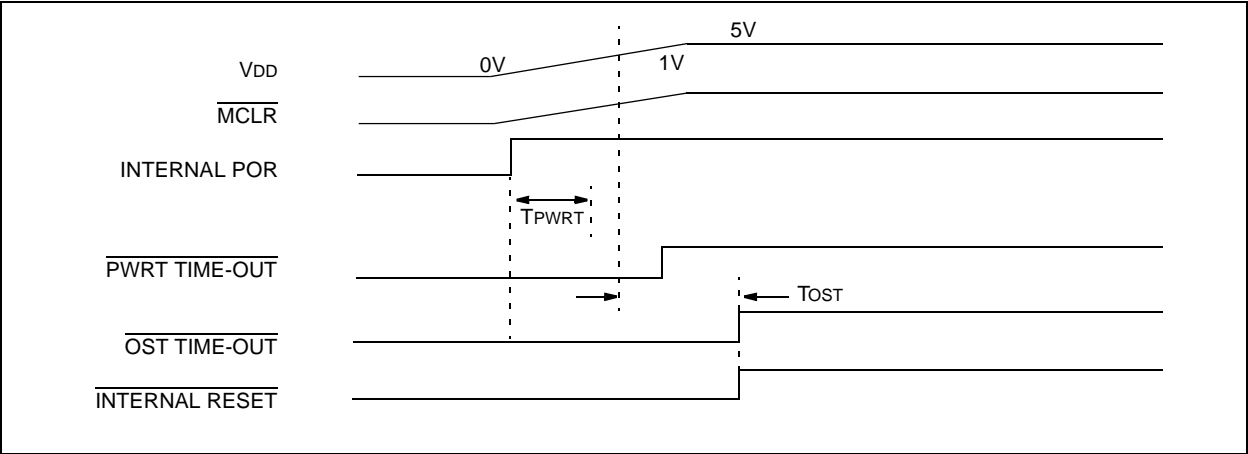 5V
0V
1V
VDD
MCLR
INTERNAL POR
TPWRT
PWRT TIME-OUT
TOST
OST TIME-OUT
INTERNAL RESET